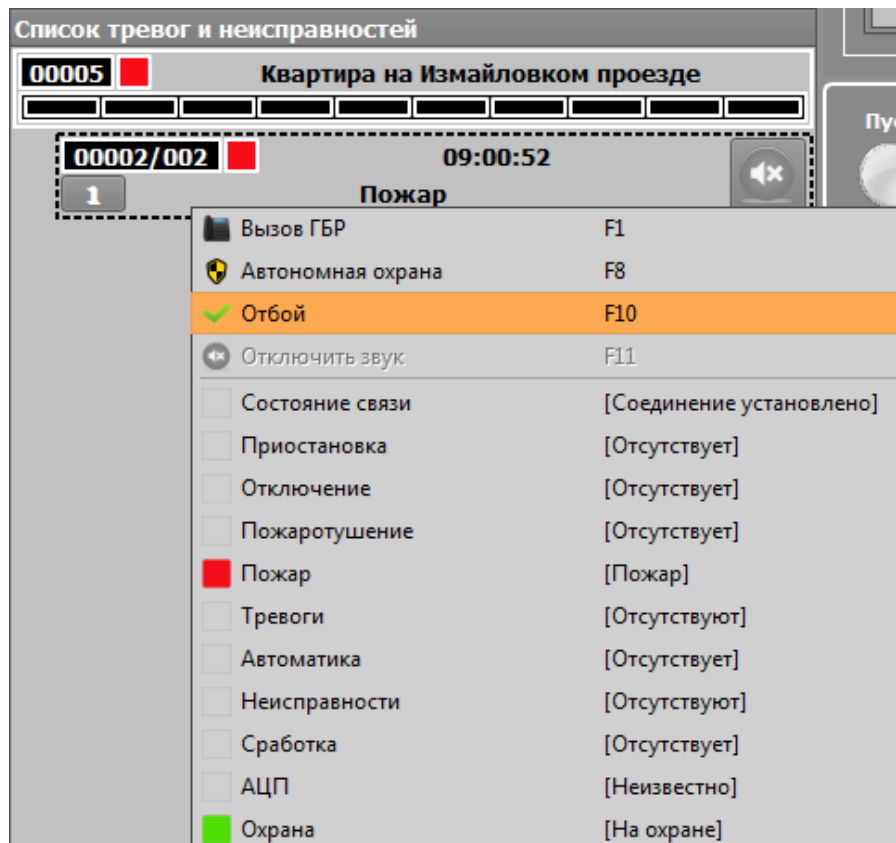 Список тревог и неисправностей
00005 Квартира на Измайловком проезде
Пус
00002/002 09:00:52
1 Пожар
Вызов ГБР F1
Автономная охрана F8
Отбой F10
Отключить звук F11
Состояние связи [Соединение установлено]
Приостановка [Отсутствует]
Отключение [Отсутствует]
Пожаротушение [Отсутствует]
Пожар [Пожар]
Тревоги [Отсутствуют]
Автоматика [Отсутствует]
Неисправности [Отсутствуют]
Сработка [Отсутствует]
АЦП [Неизвестно]
Охрана [На охране]